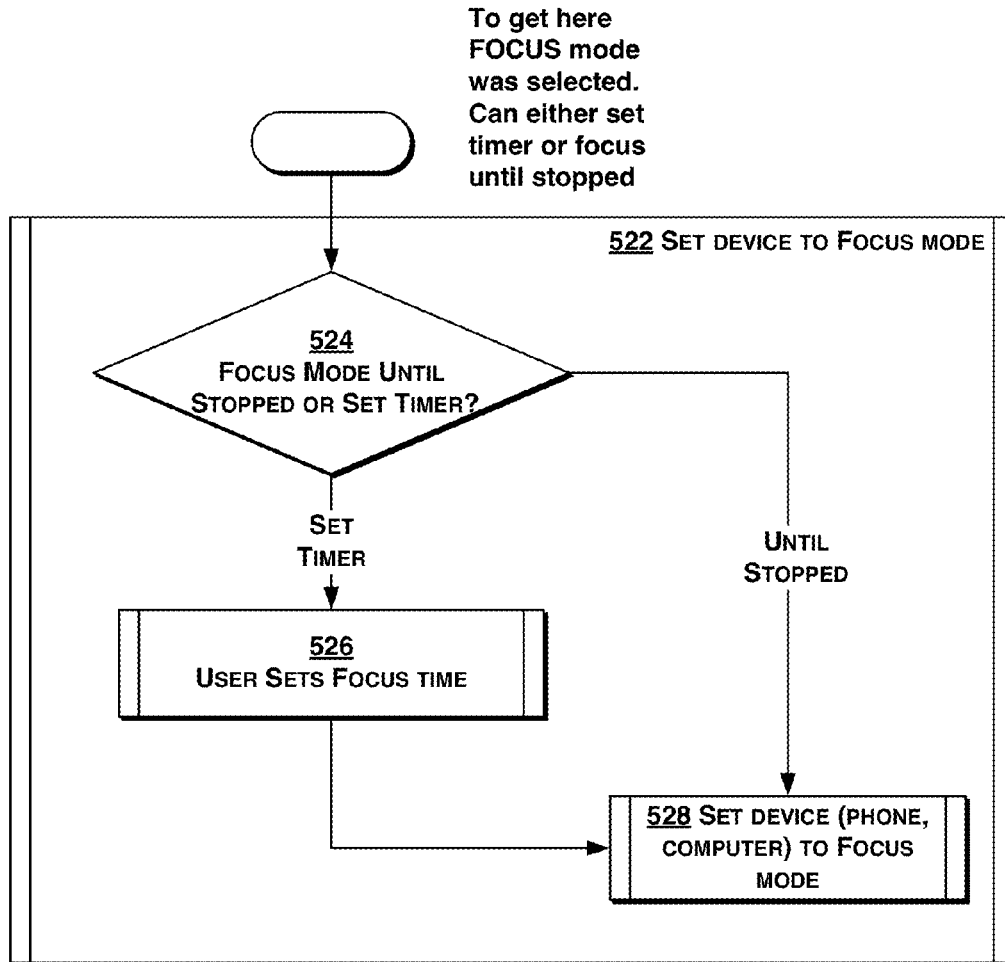 To get here
FOCUS mode
was selected.
Can either set
timer or focus
until stopped
522 SET DEVICE TO FOCUS MODE
524
FOCUS MODE UNTIL
STOPPED OR SET TIMER?
SET
TIMER
UNTIL
STOPPED
526
USER SETS FOCUS TIME
528 SET DEVICE (PHONE,
COMPUTER) TO FOCUS
MODE